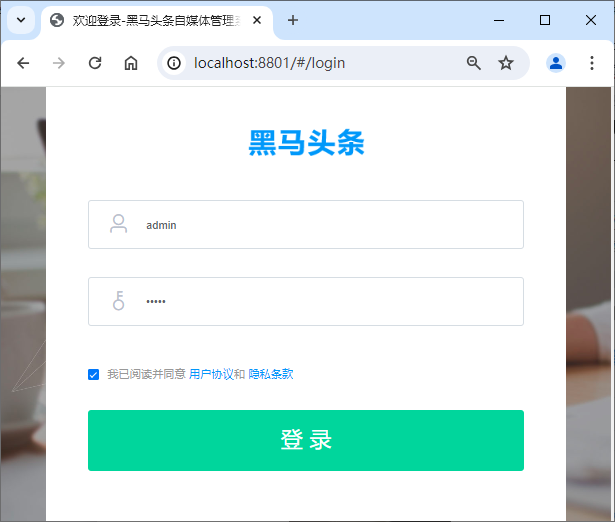 欢迎登录-黑马头条自媒体管理
localhost:8801/#/login
黑马头条
admin
•••••
我已阅读并同意 用户协议和 隐私条款
登 录